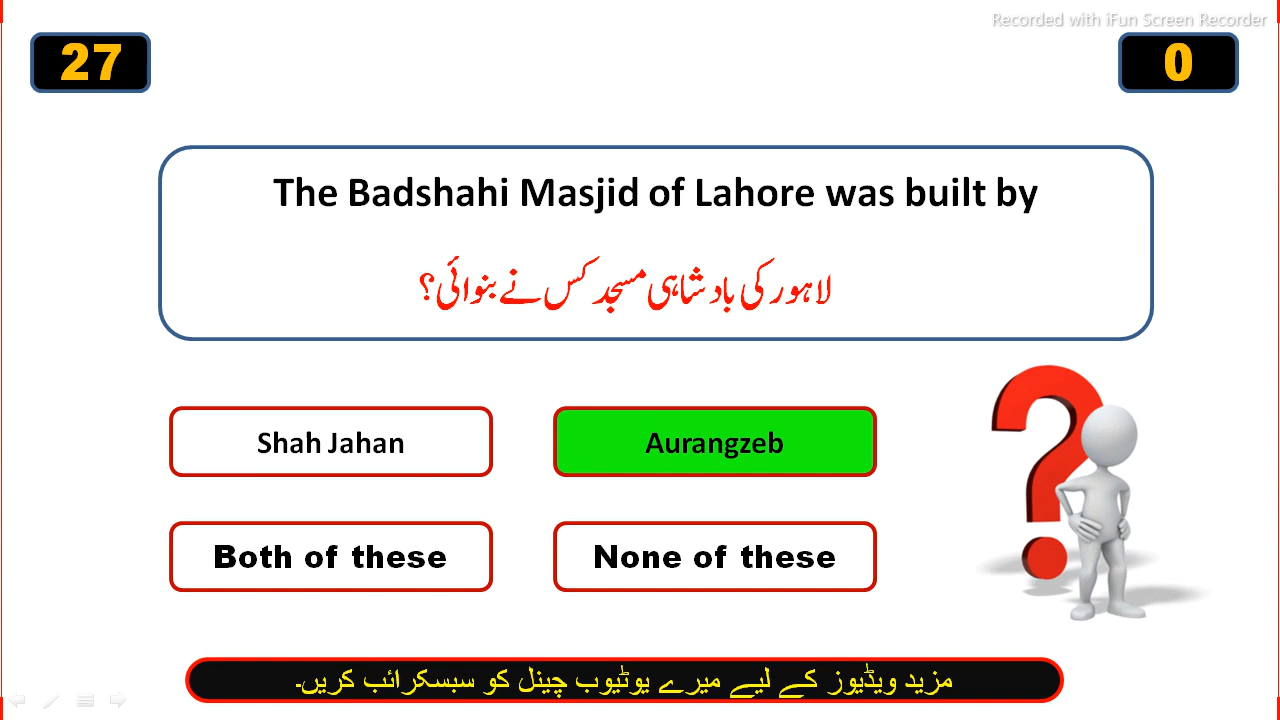 Recorded with iFun Screen Recorder
27
0
The Badshahi Masjid of Lahore was built by
لاہور کی بادشاہی مسجد کس نے بنوائی؟
Shah Jahan
Aurangzeb
Both of these
None of these
مزید ویڈیوز کے لیے میرے یوٹیوب چینل کو سبسکرائب کریں۔